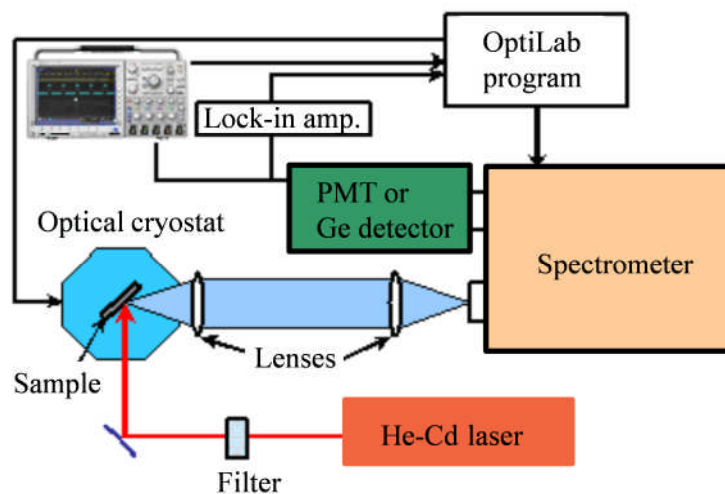 OptiLab
program
Lock-in amp.
PMT or
Ge detector
Optical cryostat
Spectrometer
Lenses
Sample
He-Cd laser
Filter